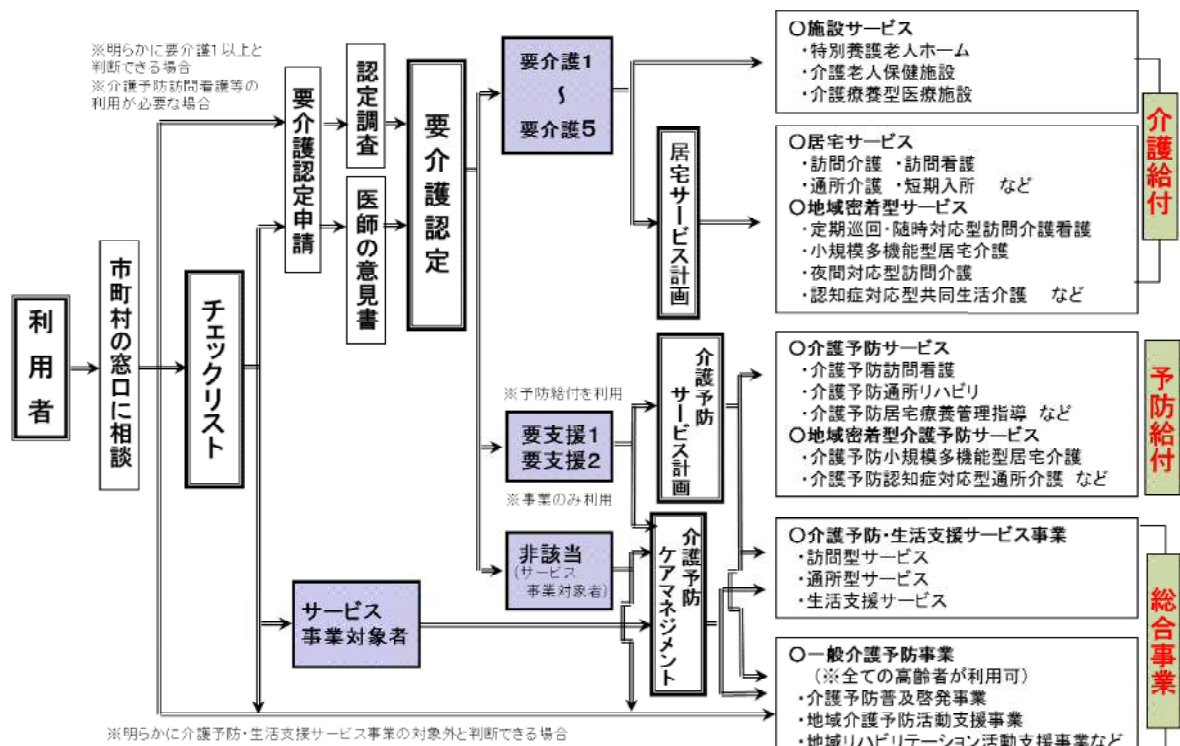 利用者
市町村の窓口に相談
チェックリスト
※明らかに要介護1以上と
判断できる場合
※介護予防訪問看護等の
利用が必要な場合
要介護認定申請
認定調査
医師の意見書
要介護認定
要介護1
〜
要介護5
※予防給付を利用
要支援1
要支援2
※事業のみ利用
非該当
(サービス
事業対象者)
サービス
事業対象者
居宅サービス計画
介護予防
サービス計画
介護予防
ケアマネジメント
○施設サービス
・特別養護老人ホーム
・介護老人保健施設
・介護療養型医療施設
○居宅サービス
・訪問介護 ・訪問看護
・通所介護 ・短期入所 など
○地域密着型サービス
・定期巡回・随時対応型訪問介護看護
・小規模多機能型居宅介護
・夜間対応型訪問介護
・認知症対応型共同生活介護 など
介護給付
○介護予防サービス
・介護予防訪問看護
・介護予防通所リハビリ
・介護予防居宅療養管理指導 など
○地域密着型介護予防サービス
・介護予防小規模多機能型居宅介護
・介護予防認知症対応型通所介護 など
予防給付
○介護予防・生活支援サービス事業
・訪問型サービス
・通所型サービス
・生活支援サービス
○一般介護予防事業
(※全ての高齢者が利用可)
・介護予防普及啓発事業
・地域介護予防活動支援事業
・地域リハビリテーション活動支援事業など
総合事業
※明らかに介護予防・生活支援サービス事業の対象外と判断できる場合